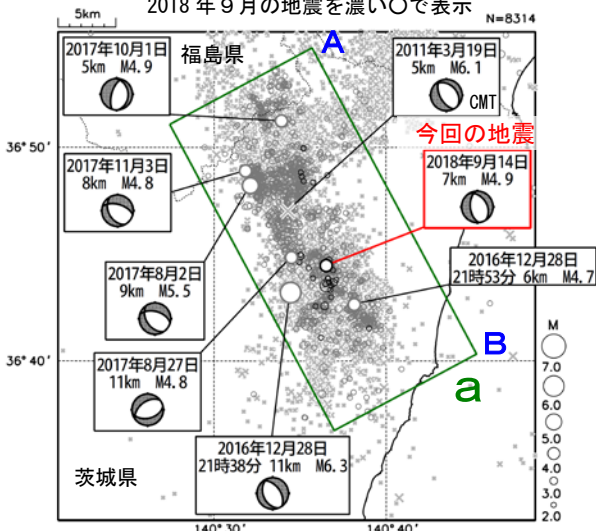 2018 年９月の地震を濃い○で表示
5km
N=8314
2017年10月1日
5km M4.9
福島県
A
2011年3月19日
5km M6.1
CMT
今回の地震
36°50'
2017年11月3日
8km M4.8
2018年9月14日
7km M4.9
2016年12月28日
21時53分 6km M4.7
2017年8月2日
9km M5.5
M
7.0
6.0
5.0
4.0
3.0
2.0
36°40'
B
a
2017年8月27日
11km M4.8
2016年12月28日
21時38分 11km M6.3
茨城県
140°30'
140°40'